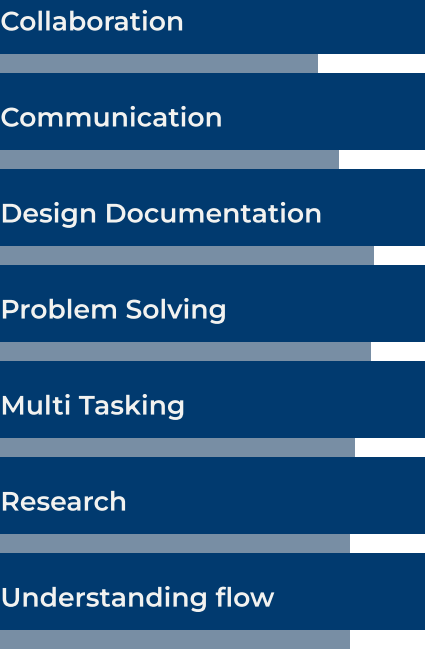 Collaboration
Communication
Design Documentation
Problem Solving
Multi Tasking
Research
Understanding flow